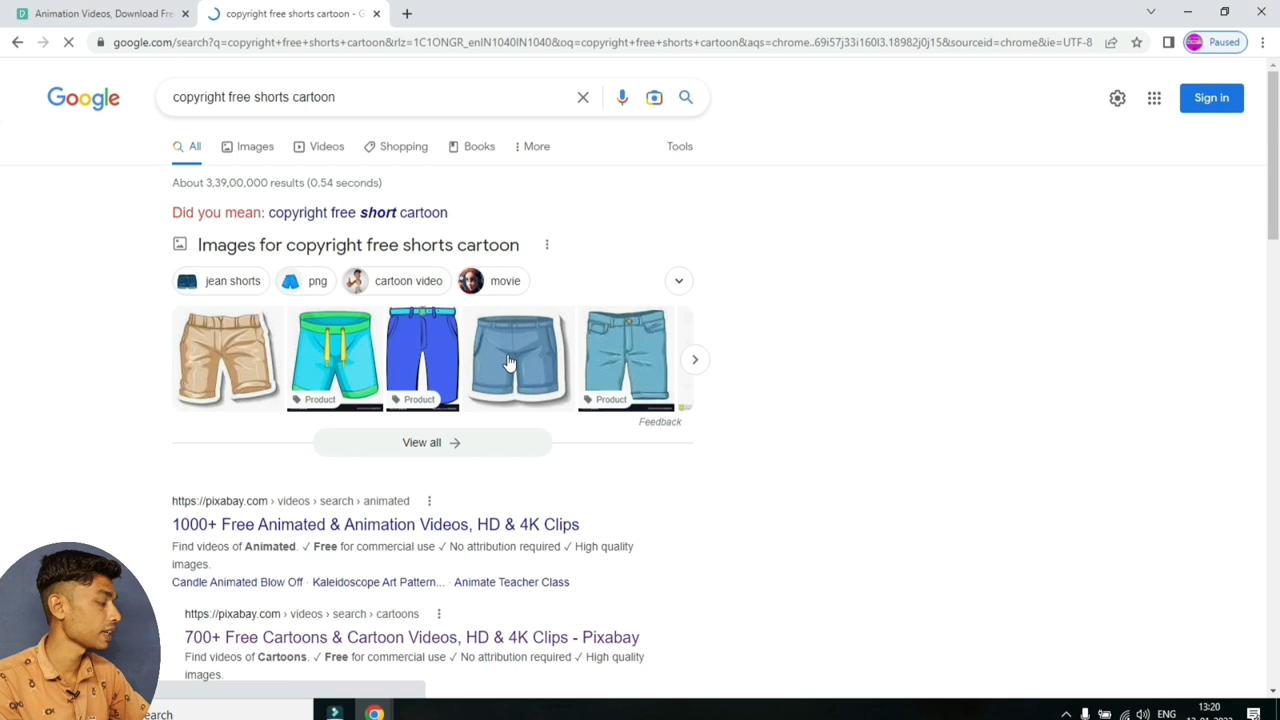 Animation Videos, Download Fre
copyright free shorts cartoon - G
google.com/search?q=copyright+free+shorts+cartoon&rlz=1C1ONGR_enIN1040IN1040&oq=copyright+free+shorts+cartoon&aqs=chrome..69i57j33i160l3.18982j0j15&sourceid=chrome&ie=UTF-8
Paused
Google
copyright free shorts cartoon
Sign in
All
Images
Videos
Shopping
Books
More
Tools
About 3,39,00,000 results (0.54 seconds)
Did you mean: copyright free short cartoon
Images for copyright free shorts cartoon
jean shorts
png
cartoon video
movie
Product
Product
Product
Feedback
View all
https://pixabay.com › videos › search › animated
1000+ Free Animated & Animation Videos, HD & 4K Clips
Find videos of Animated. ✓ Free for commercial use ✓ No attribution required ✓ High quality
images.
Candle Animated Blow Off · Kaleidoscope Art Pattern... · Animate Teacher Class
https://pixabay.com › videos › search › cartoons
700+ Free Cartoons & Cartoon Videos, HD & 4K Clips - Pixabay
Find videos of Cartoons. ✓ Free for commercial use ✓ No attribution required ✓ High quality
images.
earch
ENG
13:20